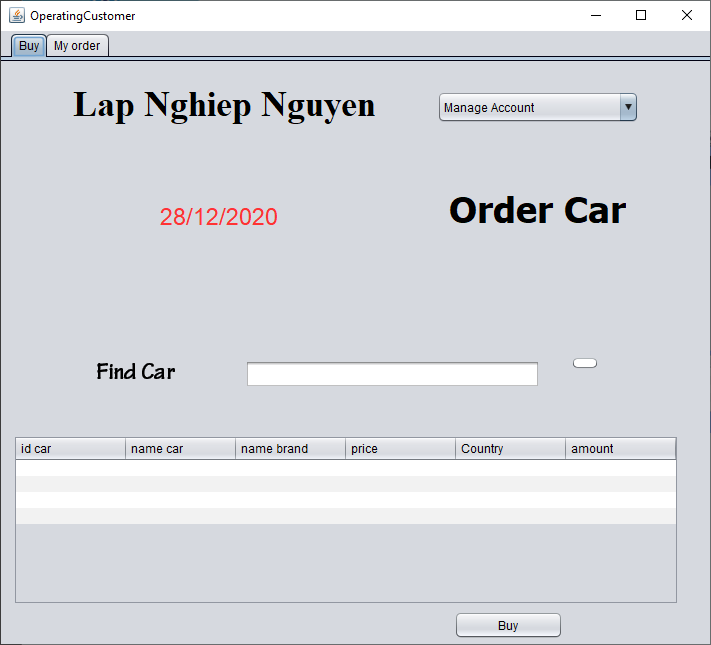 OperatingCustomer
Buy My order
Lap Nghiep Nguyen
Manage Account
28/12/2020
Order Car
Find Car
id car name car name brand price Country amount
Buy